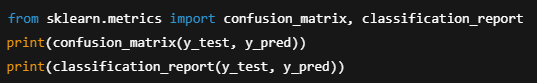 from sklearn.metrics import confusion_matrix, classification_report
print(confusion_matrix(y_test, y_pred))
print(classification_report(y_test, y_pred))